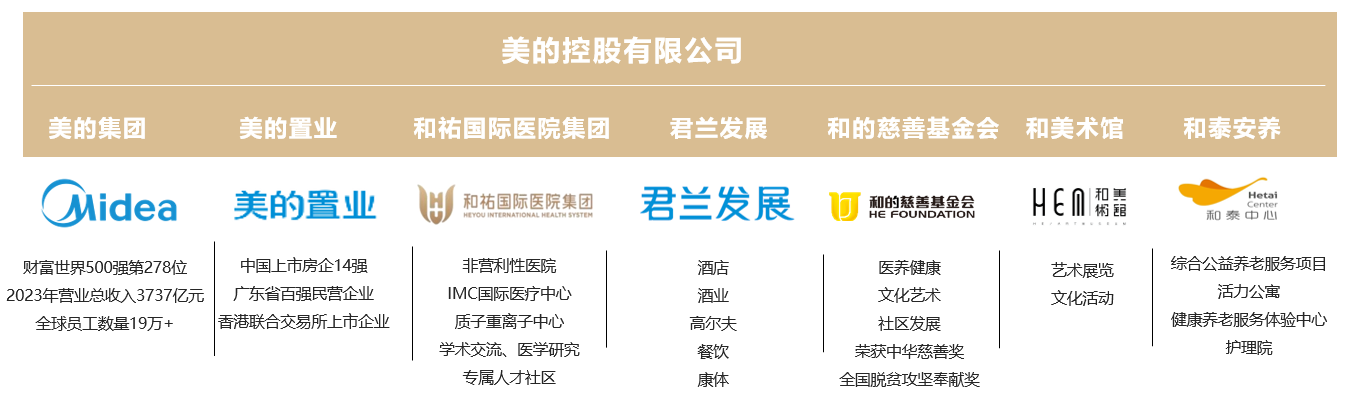 美的控股有限公司
美的集团 美的置业 和祐国际医院集团 君兰发展 和的慈善基金会 和美术馆 和泰安养
Midea
财富世界500强第278位
2023年营业总收入3737亿元
全球员工数量19万+
美的置业
中国上市房企14强
广东省百强民营企业
香港联合交易所上市企业
和祐国际医院集团
HEYOU INTERNATIONAL HEALTH SYSTEM
非营利性医院
IMC国际医疗中心
质子重离子中心
学术交流、医学研究
专属人才社区
君兰发展
酒店
酒业
高尔夫
餐饮
康体
和的慈善基金会
HE FOUNDATION
医养健康
文化艺术
社区发展
荣获中华慈善奖
全国脱贫攻坚奉献奖
HEM 和美術館
HE ART MUSEUM
艺术展览
文化活动
Hetai
Center
和泰中心
综合公益养老服务项目
活力公寓
健康养老服务体验中心
护理院